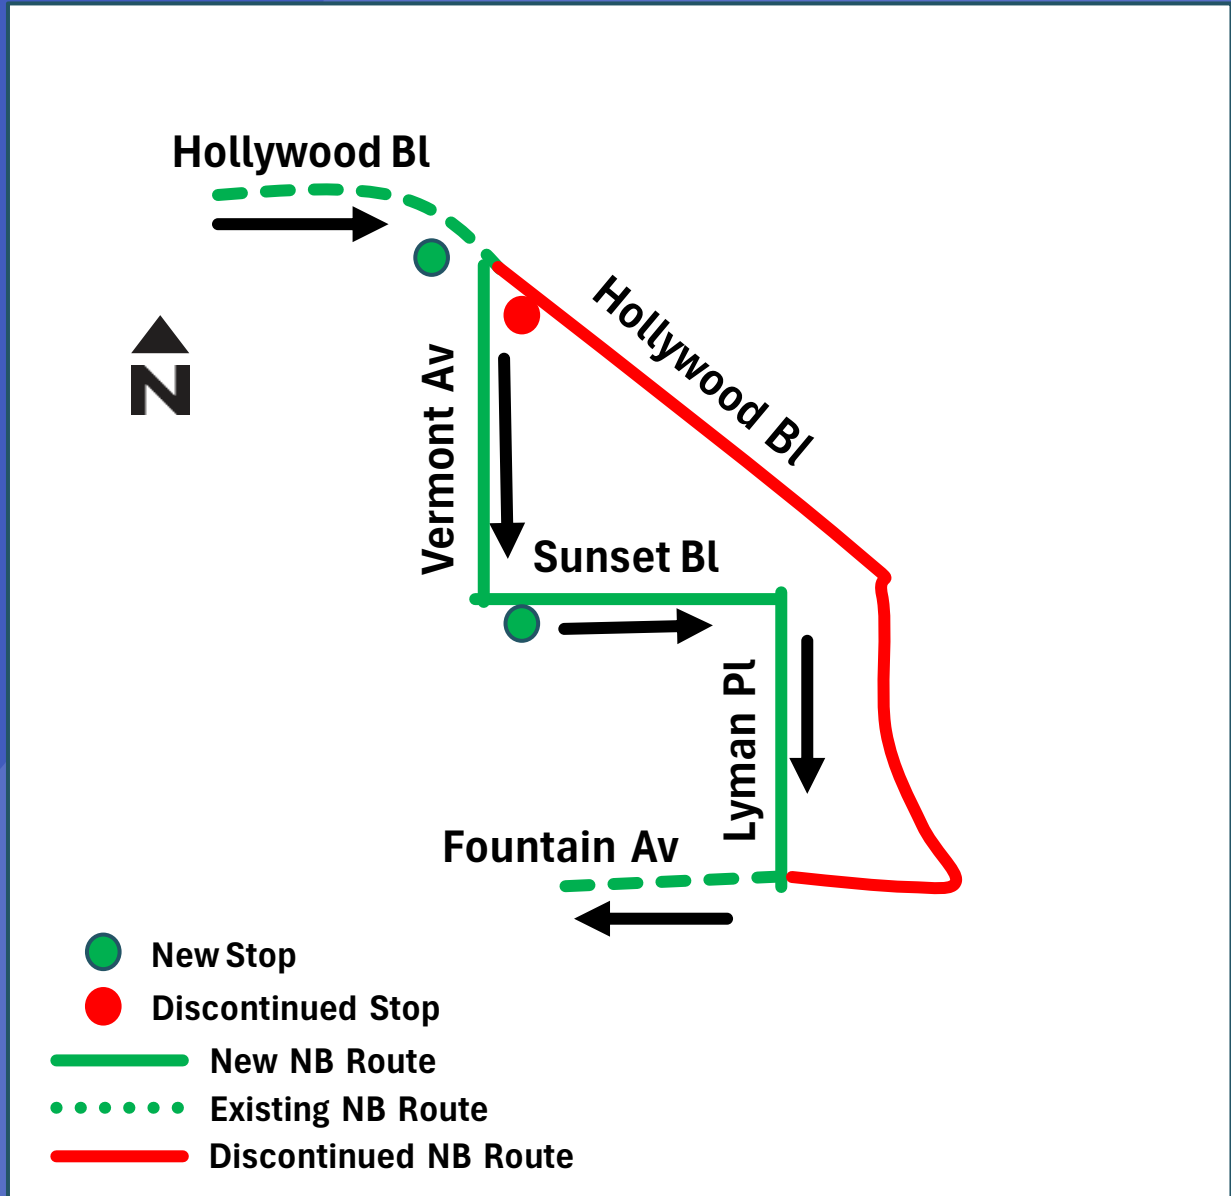 Hollywood Bl
Hollywood Bl
N
Vermont Av
Sunset Bl
Lyman Pl
Fountain Av
New Stop
Discontinued Stop
New NB Route
Existing NB Route
Discontinued NB Route